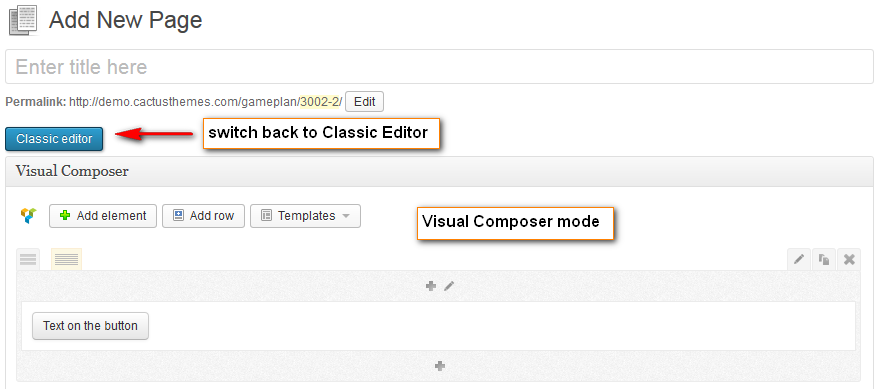 Add New Page
Enter title here
Permalink: http://demo.cactusthemes.com/gameplan/3002-2/ Edit
Classic editor
switch back to Classic Editor
Visual Composer
Add element Add row Templates
Visual Composer mode
Text on the button